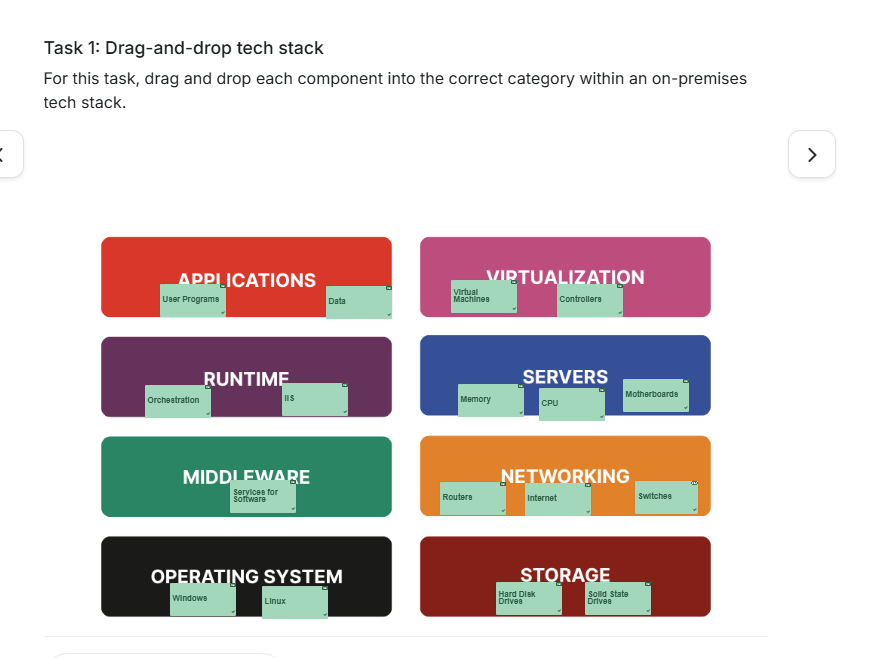 Task 1: Drag-and-drop tech stack
For this task, drag and drop each component into the correct category within an on-premises
tech stack.
APPLICATIONS
User Programs
Data
VIRTUALIZATION
Virtual
Machines
Controllers
RUNTIME
Orchestration
IIS
SERVERS
Memory
CPU
Motherboards
MIDDLEWARE
Services for
Software
NETWORKING
Routers
Internet
Switches
OPERATING SYSTEM
Windows
Linux
STORAGE
Hard Disk
Drives
Solid State
Drives